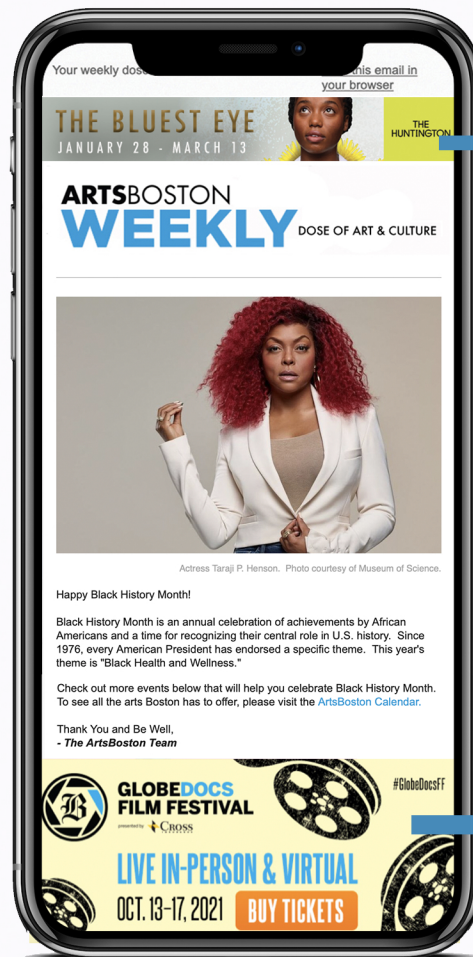 Your weekly dose
this email in
your browser
THE BLUEST EYE
JANUARY 28 - MARCH 13
THE
HUNTINGTON
ARTSBOSTON
WEEKLY DOSE OF ART & CULTURE
Actress Taraji P. Henson.  Photo courtesy of Museum of Science.
Happy Black History Month!
Black History Month is an annual celebration of achievements by African
Americans and a time for recognizing their central role in U.S. history.  Since
1976, every American President has endorsed a specific theme.  This year's
theme is "Black Health and Wellness."
Check out more events below that will help you celebrate Black History Month.
To see all the arts Boston has to offer, please visit the ArtsBoston Calendar.
Thank You and Be Well,
- The ArtsBoston Team
B
GLOBEDOCS
FILM FESTIVAL
presented by CROSS
#GlobeDocsFF
LIVE IN-PERSON & VIRTUAL
OCT. 13-17, 2021 BUY TICKETS